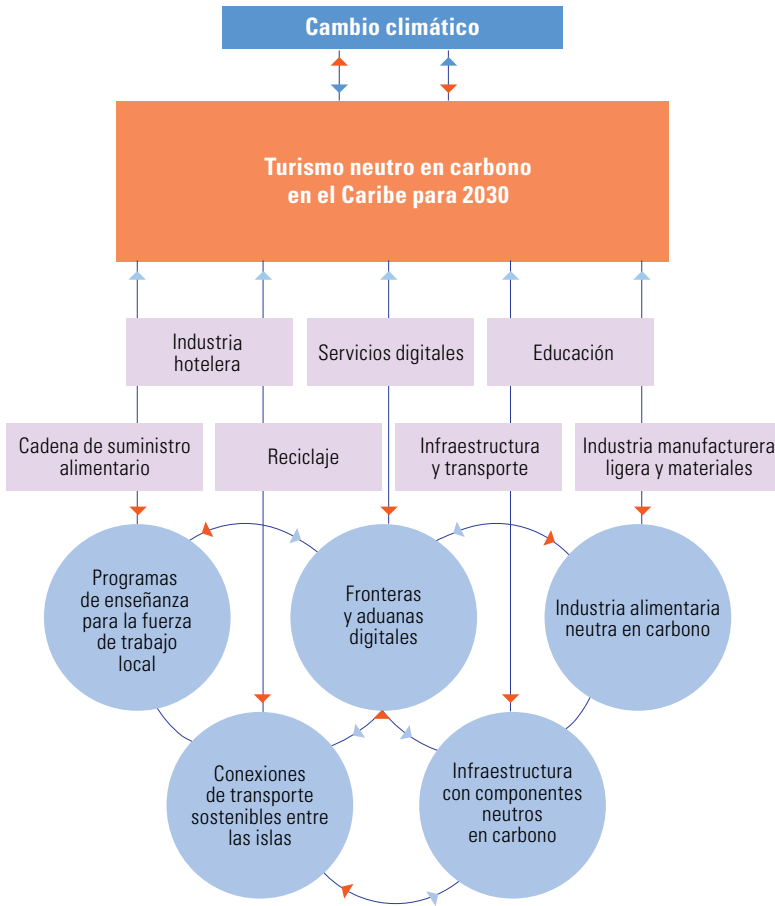 Cambio climático
Turismo neutro en carbono
en el Caribe para 2030
Industria
hotelera
Servicios digitales
Educación
Cadena de suministro
alimentario
Reciclaje
Infraestructura
y transporte
Industria manufacturera
ligera y materiales
Programas
de enseñanza
para la fuerza
de trabajo
local
Fronteras
y aduanas
digitales
Industria alimentaria
neutra en carbono
Conexiones
de transporte
sostenibles entre
las islas
Infraestructura
con componentes
neutros
en carbono